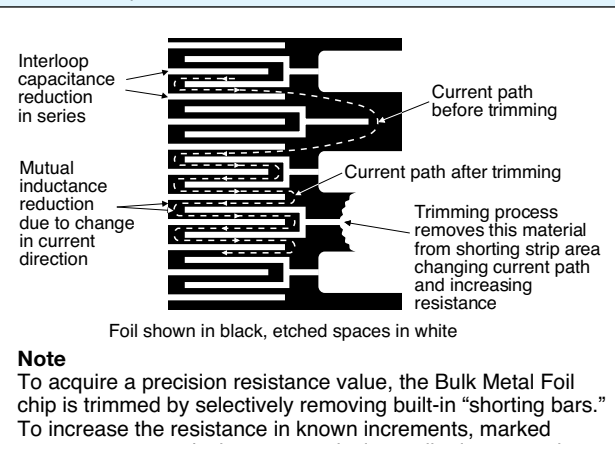 Interloop
capacitance
reduction
in series
Current path
before trimming
Mutual
inductance
reduction
due to change
in current
direction
Current path after trimming
Trimming process
removes this material
from shorting strip area
changing current path
and increasing
resistance
Foil shown in black, etched spaces in white
Note
To acquire a precision resistance value, the Bulk Metal Foil
chip is trimmed by selectively removing built-in “shorting bars.”
To increase the resistance in known increments, marked